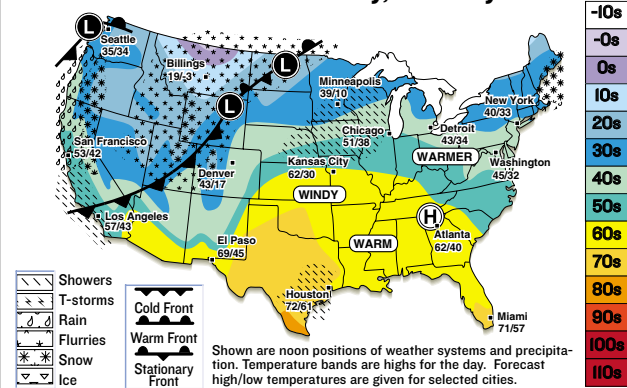 L
Seattle
35/34
Billings
19/-3
L
L
Minneapolis
39/10
New York
40/33
Chicago
51/38
Detroit
43/34
WARMER
Washington
45/32
San Francisco
53/42
Denver
43/17
Kansas City
62/30
WINDY
H
Atlanta
62/40
Los Angeles
57/43
El Paso
69/45
WARM
Houston
72/61
Miami
71/57
Showers
T-storms
Rain
Flurries
Snow
Ice
Cold Front
Warm Front
Stationary
Front
Shown are noon positions of weather systems and precipita-
tion. Temperature bands are highs for the day. Forecast
high/low temperatures are given for selected cities.
-10s
-0s
0s
10s
20s
30s
40s
50s
60s
70s
80s
90s
100s
110s